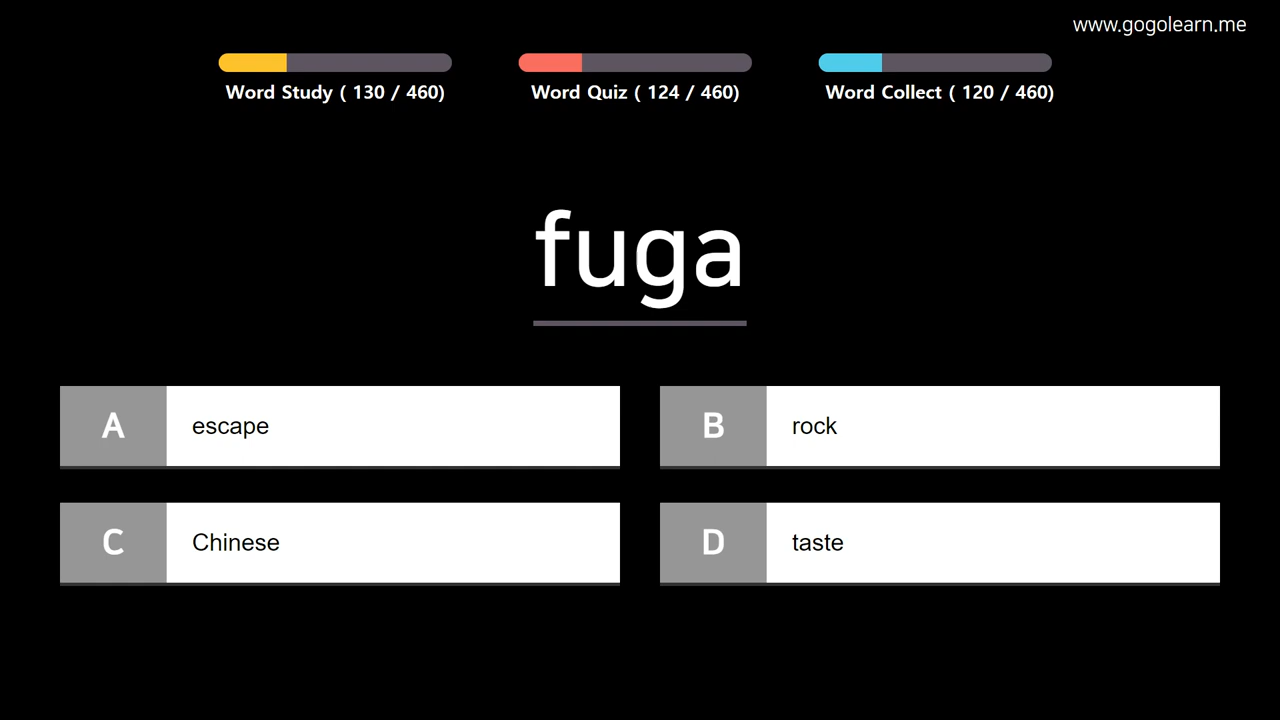 www.gogolearn.me
Word Study ( 130 / 460)
Word Quiz ( 124 / 460)
Word Collect ( 120 / 460)
fuga
A escape
B rock
C Chinese
D taste